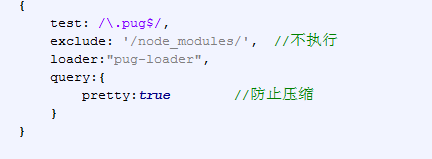 {
test: /\.pug$/,
exclude: '/node_modules/', //不执行
loader:"pug-loader",
query:{
pretty:true //防止压缩
}
}